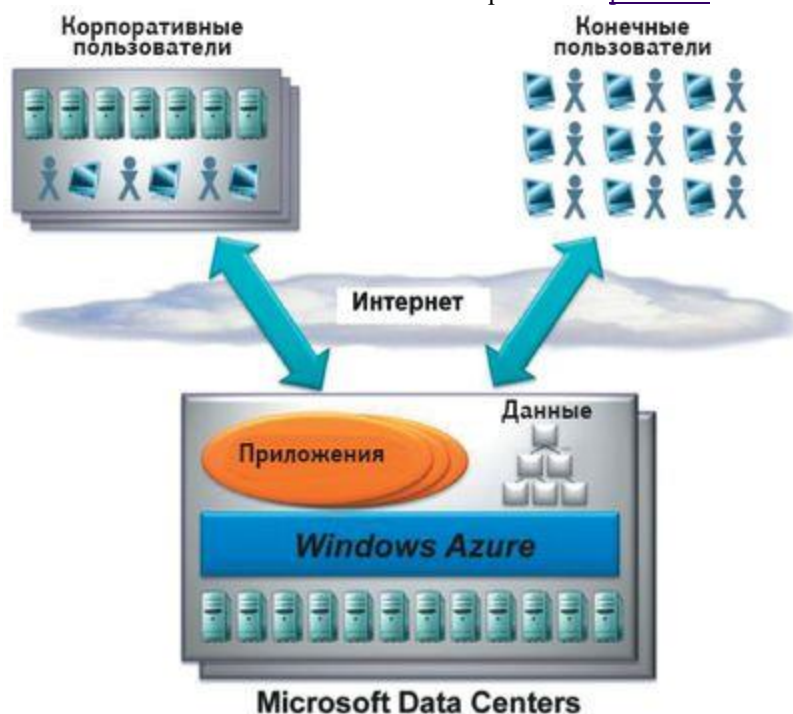 Корпоративные
пользователи
Конечные
пользователи
Интернет
Данные
Приложения
Windows Azure
Microsoft Data Centers